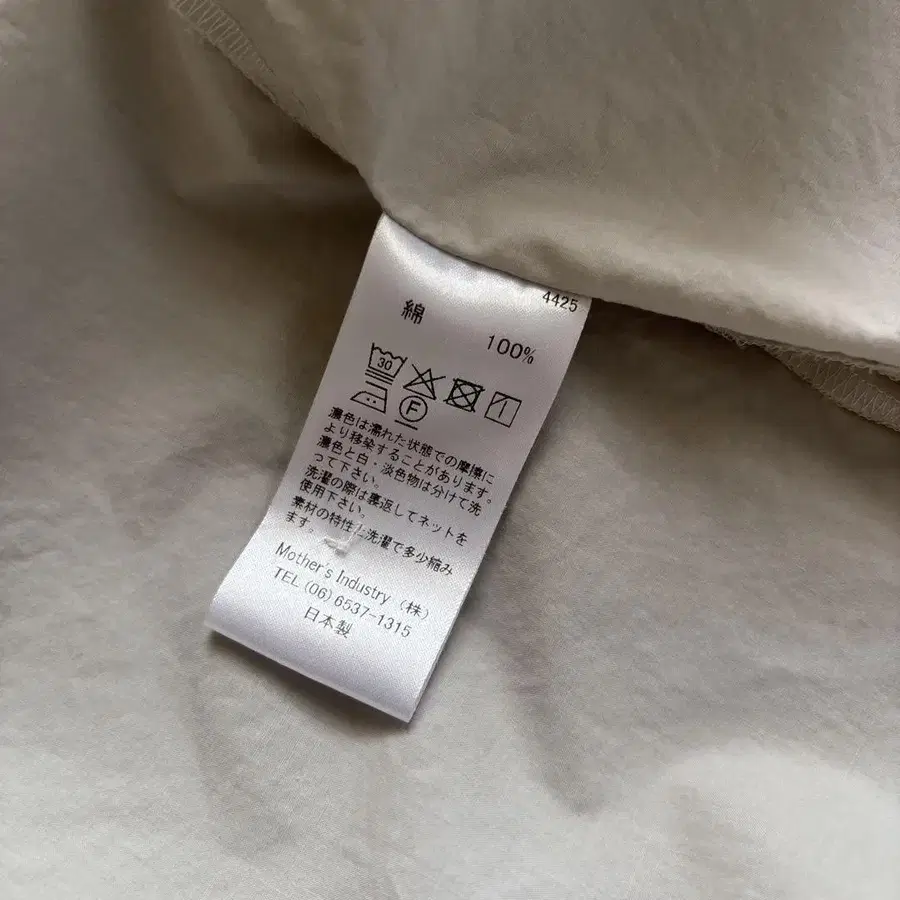 4425
綿
100%
30
F
濃色は濡れた状態での摩擦に
より移染することがあります。
濃色と白・淡色物は分けて洗
って下さい。
洗濯の際は裏返してネットを
使用下さい。
素材の特性上洗濯で多少縮み
ます。
Mother's Industry (株)
TEL (06) 6537-1315
日本製